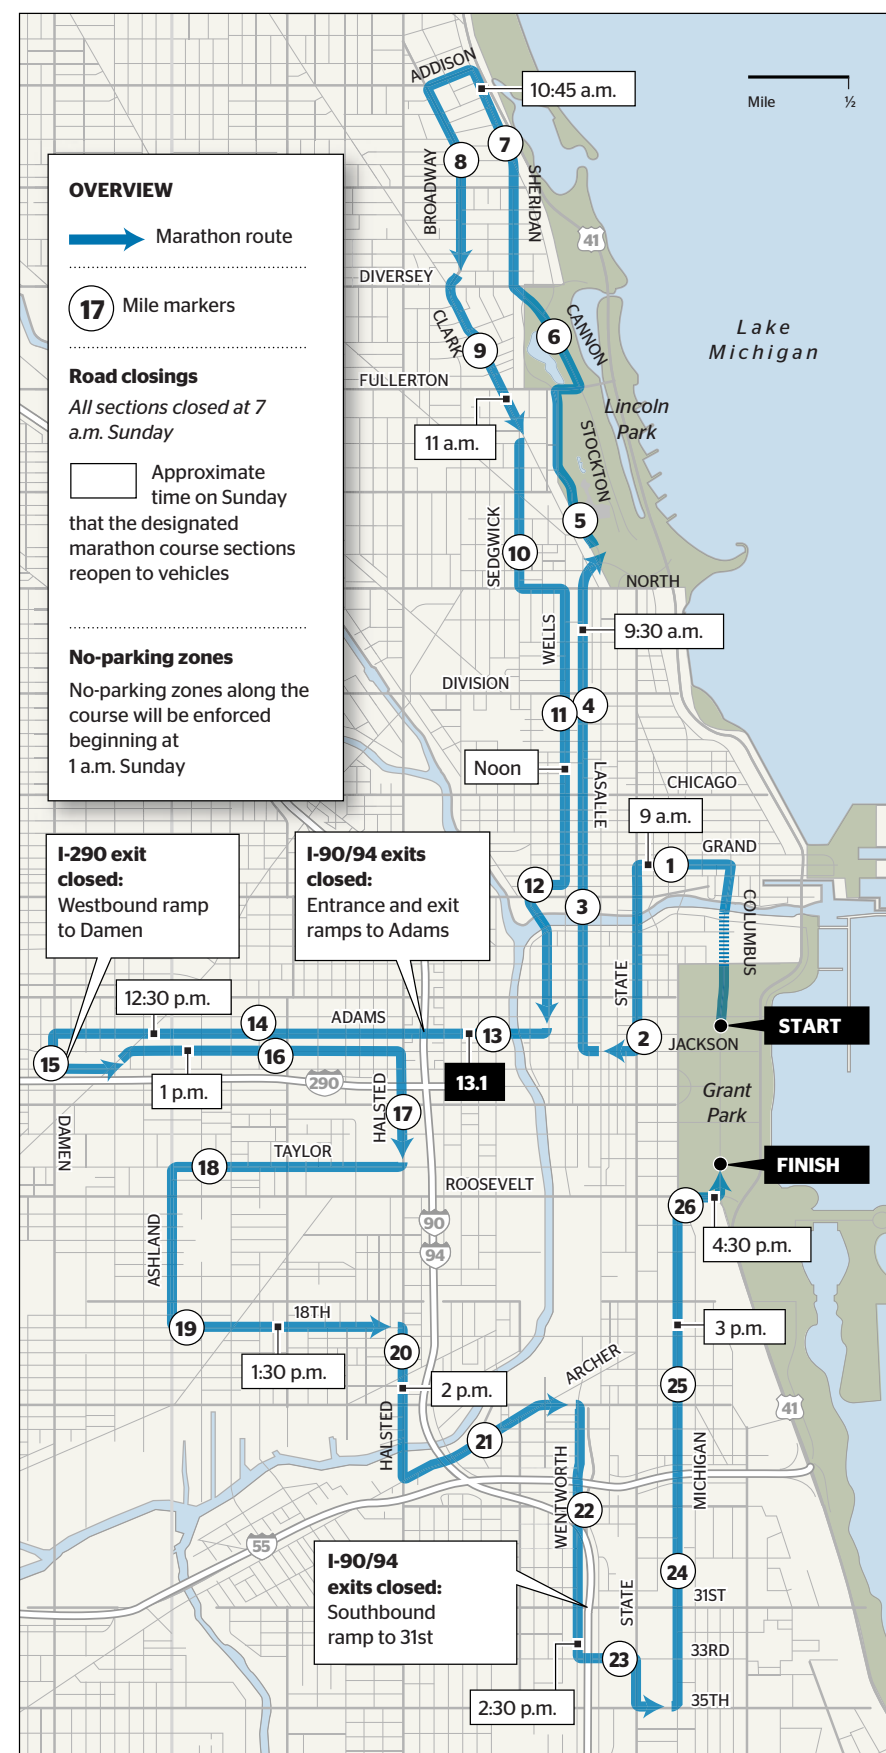 ADDISON
10:45 a.m.
Mile
½
7
8
BROADWAY
SHERIDAN
41
OVERVIEW
Marathon route
17
Mile markers
Road closings
All sections closed at 7
a.m. Sunday
Approximate
time on Sunday
that the designated
marathon course sections
reopen to vehicles
No-parking zones
No-parking zones along the
course will be enforced
beginning at
1 a.m. Sunday
DIVERSEY
CLARK
9
6
CANNON
Lake
Michigan
FULLERTON
Lincoln
Park
11 a.m.
STOCKTON
5
SEDGWICK
10
NORTH
WELLS
9:30 a.m.
DIVISION
11
4
Noon
LASALLE
CHICAGO
9 a.m.
GRAND
1
I-290 exit
closed:
Westbound ramp
to Damen
I-90/94 exits
closed:
Entrance and exit
ramps to Adams
12
3
COLUMBUS
STATE
12:30 p.m.
14
ADAMS
13
2
JACKSON
START
15
16
1 p.m.
290
13.1
Grant
Park
HALSTED
17
DAMEN
TAYLOR
18
ROOSEVELT
FINISH
26
90
94
4:30 p.m.
ASHLAND
18TH
19
20
3 p.m.
1:30 p.m.
2 p.m.
ARCHER
25
41
HALSTED
21
WENTWORTH
MICHIGAN
22
55
I-90/94
exits closed:
Southbound
ramp to 31st
24
31ST
STATE
33RD
23
35TH
2:30 p.m.